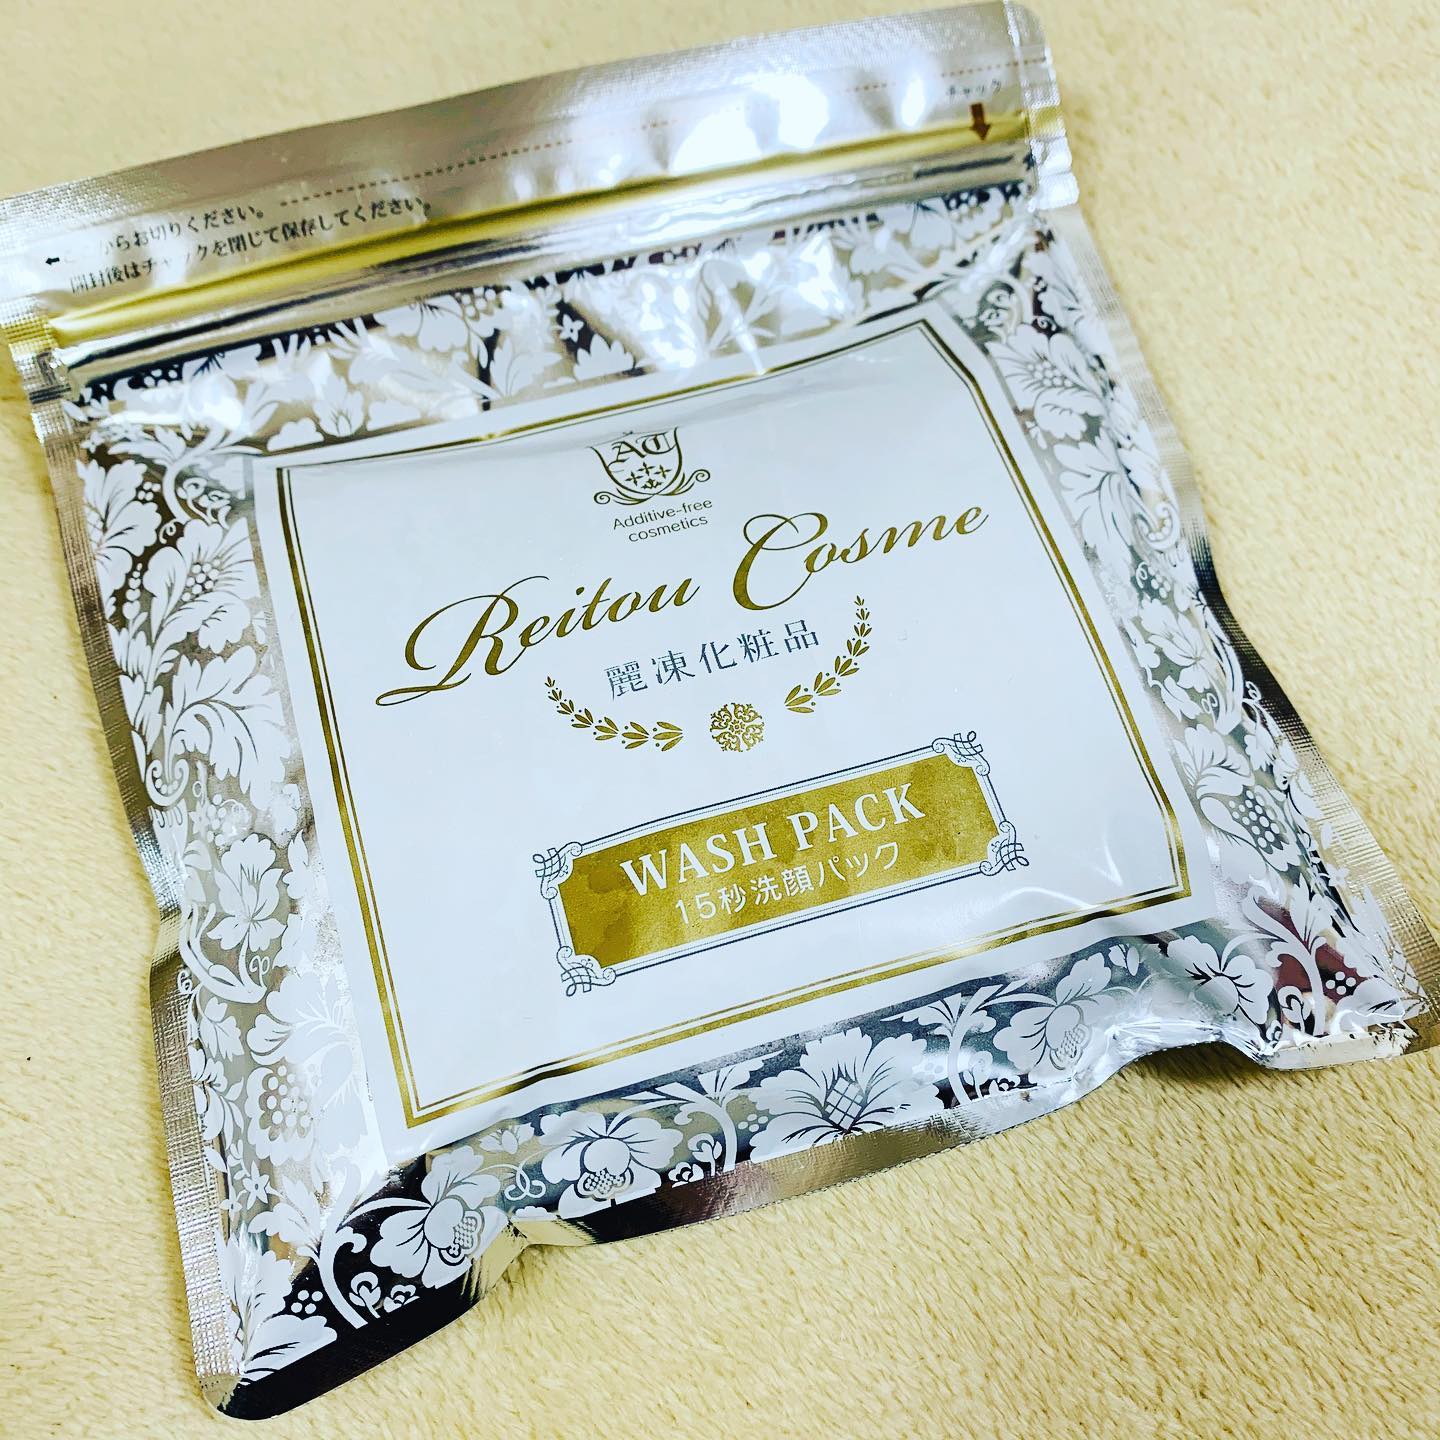 チャック
からお切りください。
開封後はチャックを閉じて保存してください。
AC
Additive-free
cosmetics
Reitou Cosme
麗凍化粧品
WASH PACK
15秒洗顔パック